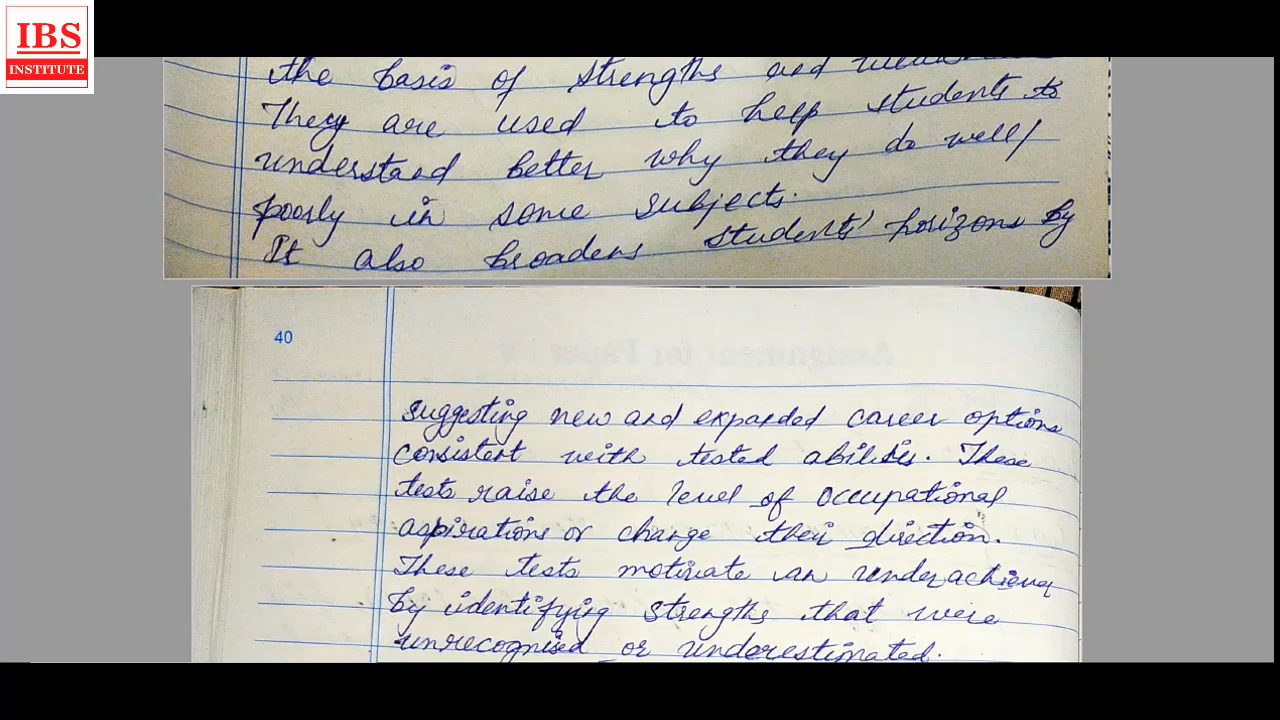 IBS
INSTITUTE
the basis of strengths and
They are used to help students to
understand better why they do well/
poorly in some subjects.
It also broadens students' horizons by
40
suggesting new and expanded career options
consistent with tested abilities. These
tests raise the level of occupational
aspirations or change their direction.
These tests motivate an underachiever
by identifying strengths that were
unrecognised or underestimated.